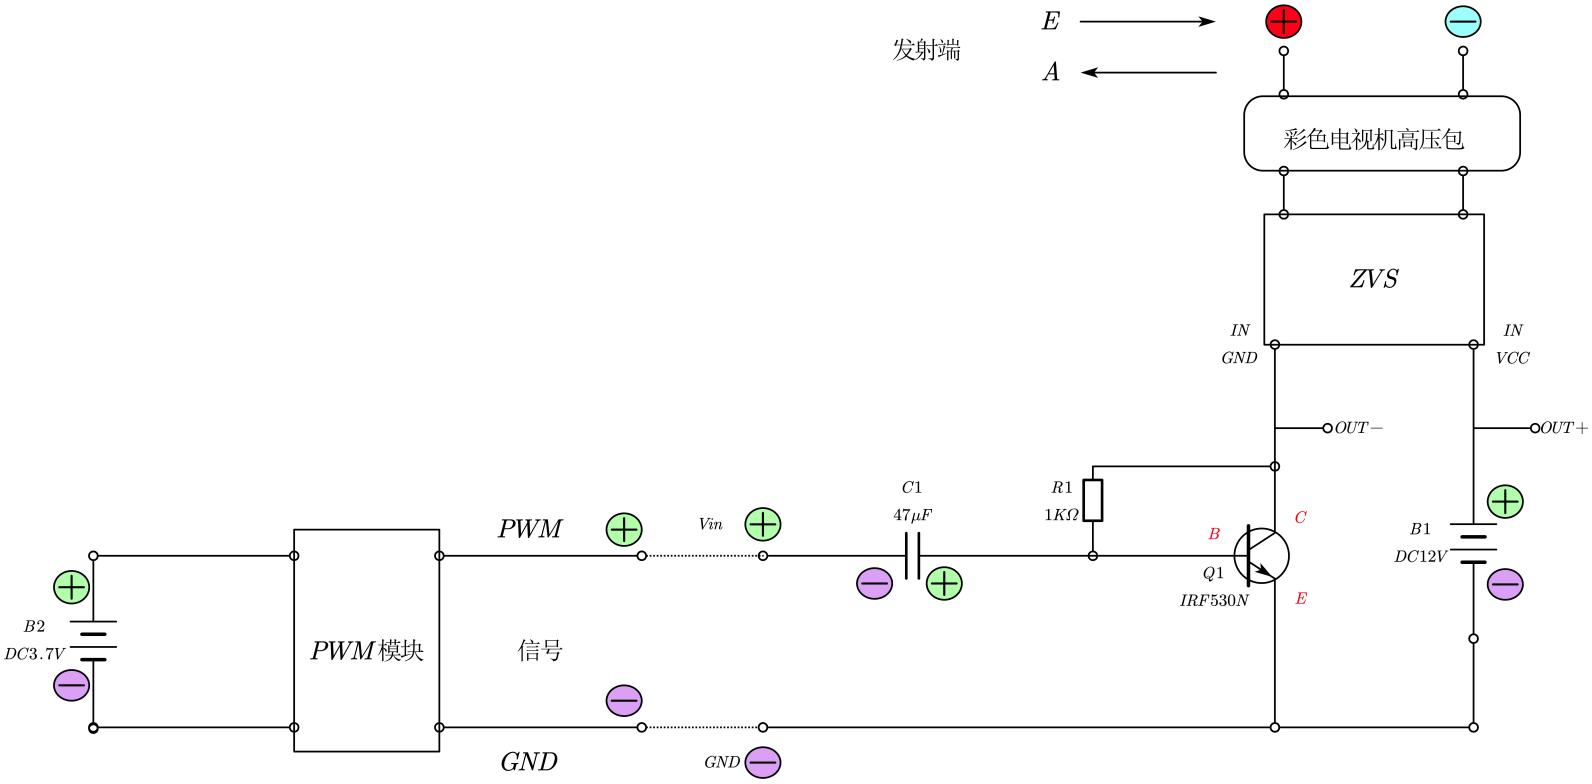 E
发射端
A
彩色电视机高压包
ZVS
IN
GND
IN
VCC
OUT−
OUT+
C1
47μF
R1
1KΩ
B
C
Q1
IRF530N
E
B1
DC12V
PWM
Vin
B2
DC3.7V
PWM模块
信号
GND
GND